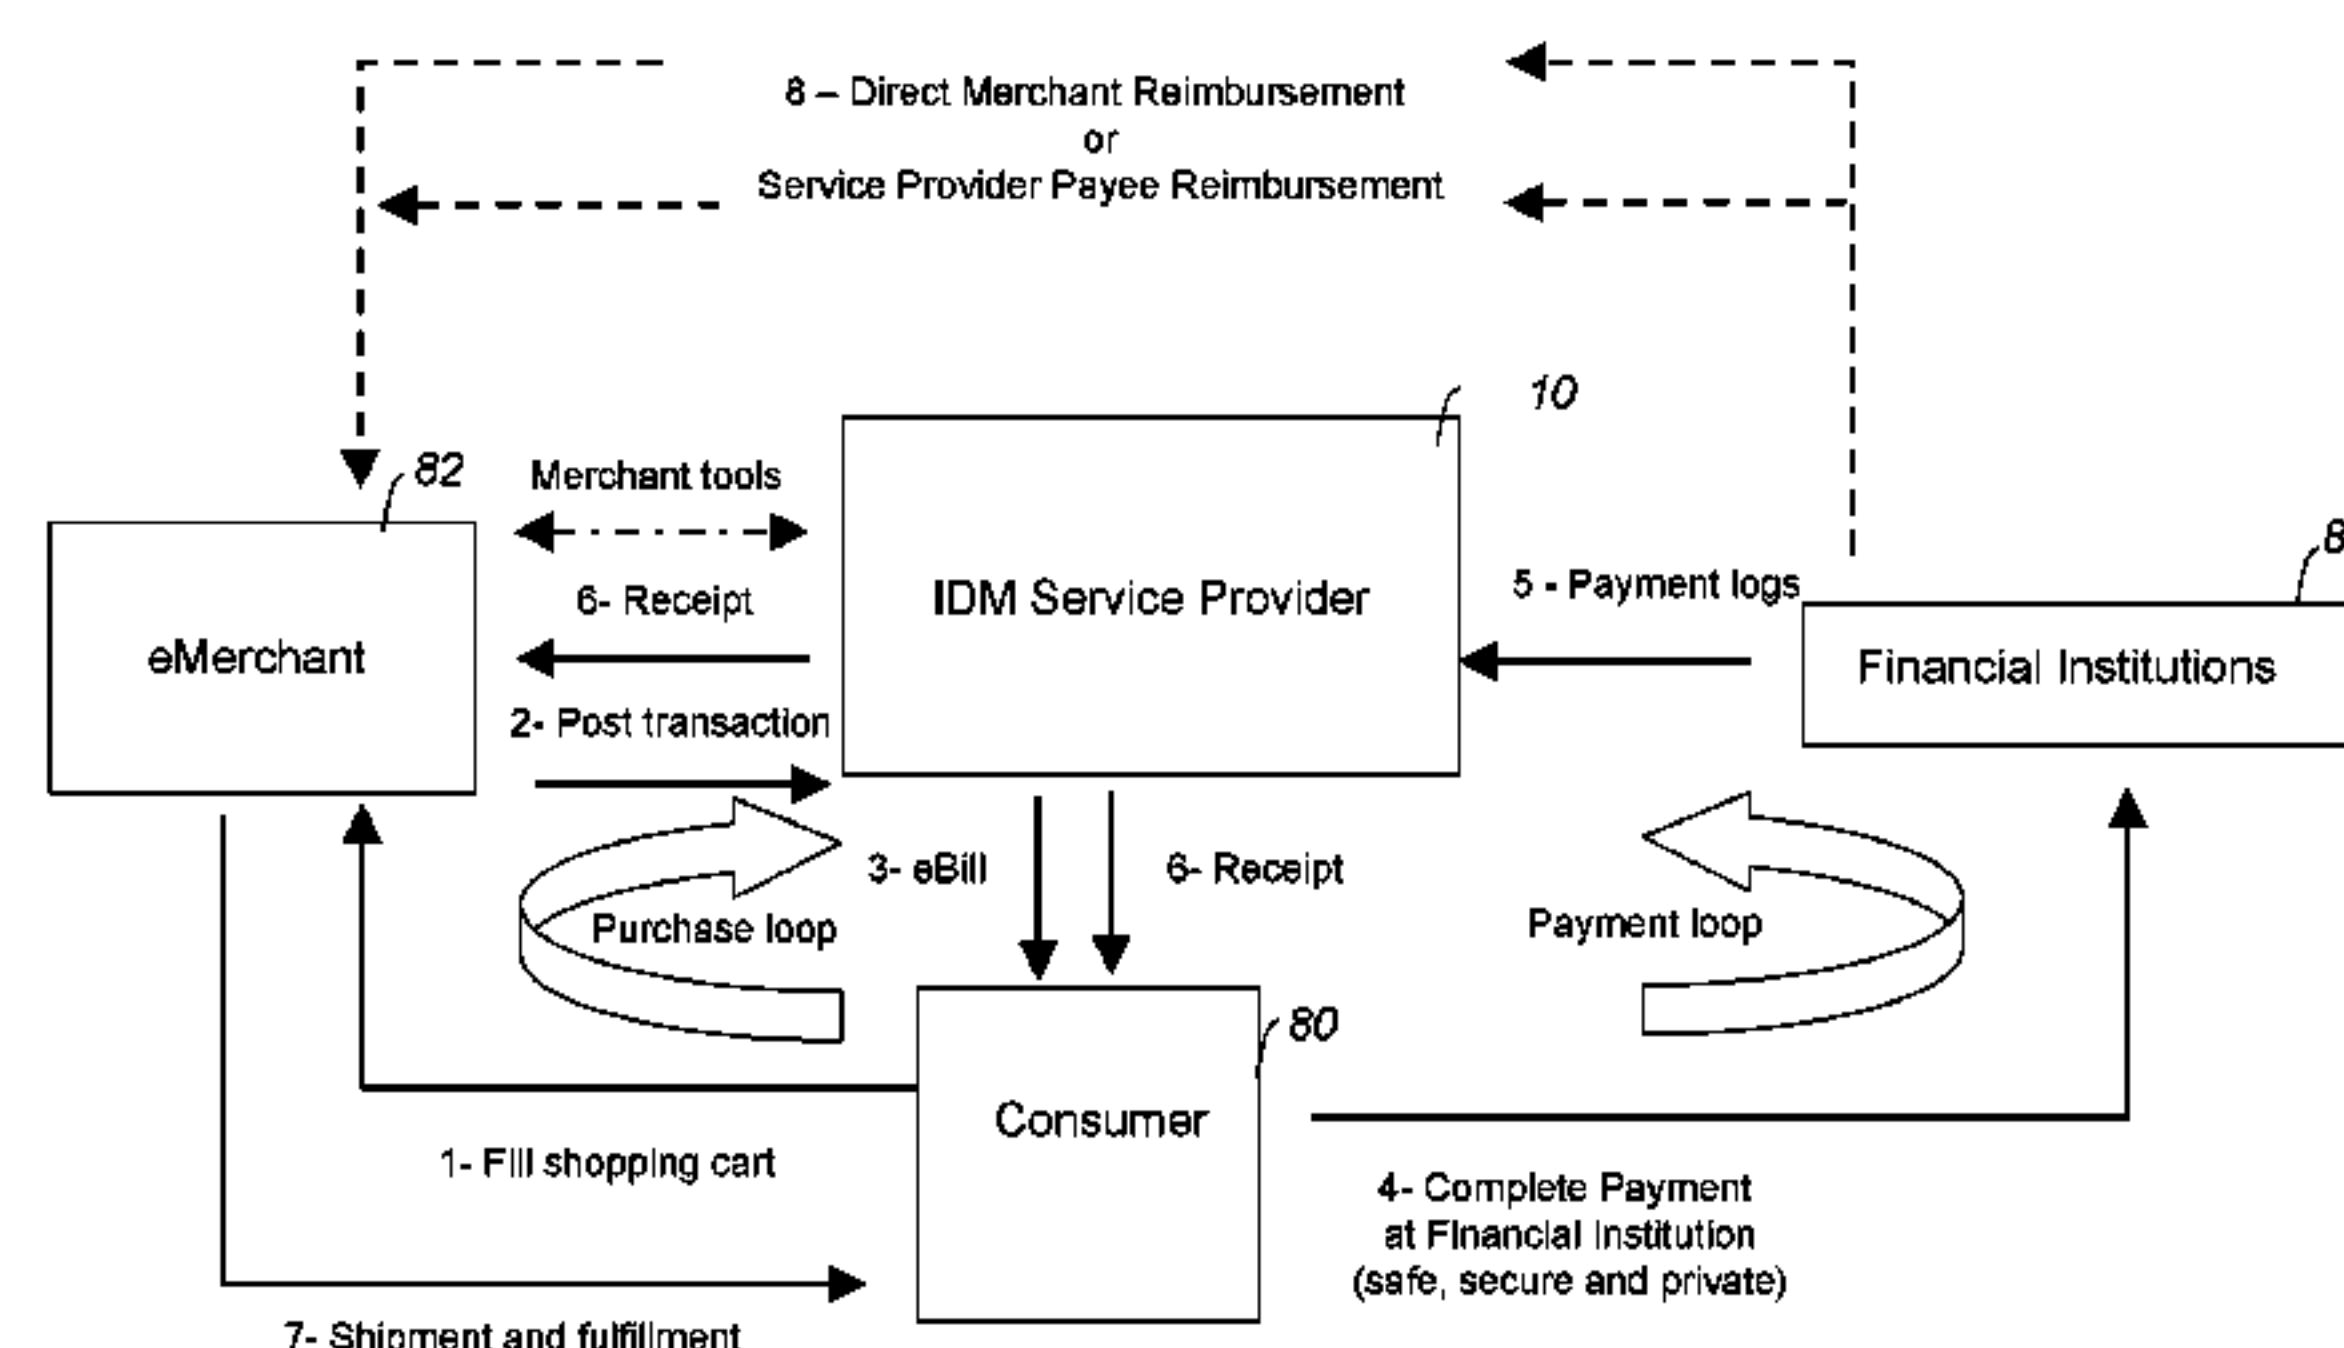 8 – Direct Merchant Reimbursement
or
Service Provider Payee Reimbursement
10
82
Merchant tools
6- Receipt
eMerchant
2- Post transaction
IDM Service Provider
5 - Payment logs
8
Financial Institutions
3- eBill
6- Receipt
Purchase loop
Payment loop
80
Consumer
1- Fill shopping cart
4- Complete Payment
at Financial Institution
(safe, secure and private)
7- Shipment and fulfillment